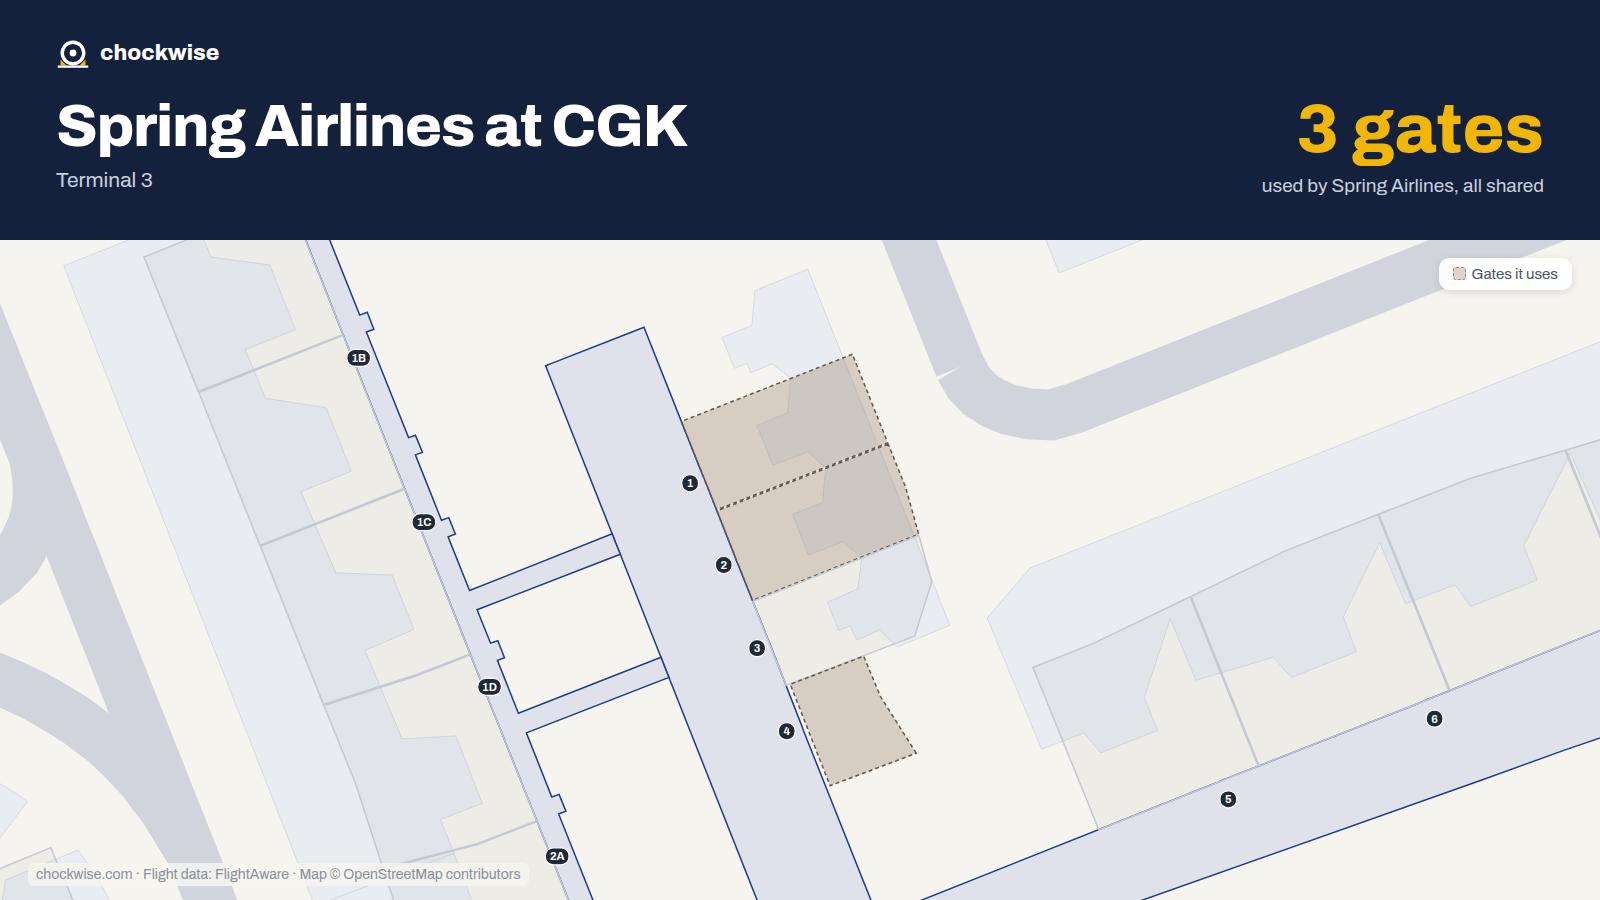 chockwise
Spring Airlines at CGK
Terminal 3
3 gates
used by Spring Airlines, all shared
Gates it uses
1B
1C
1D
2A
1
2
3
4
5
6
chockwise.com · Flight data: FlightAware · Map © OpenStreetMap contributors